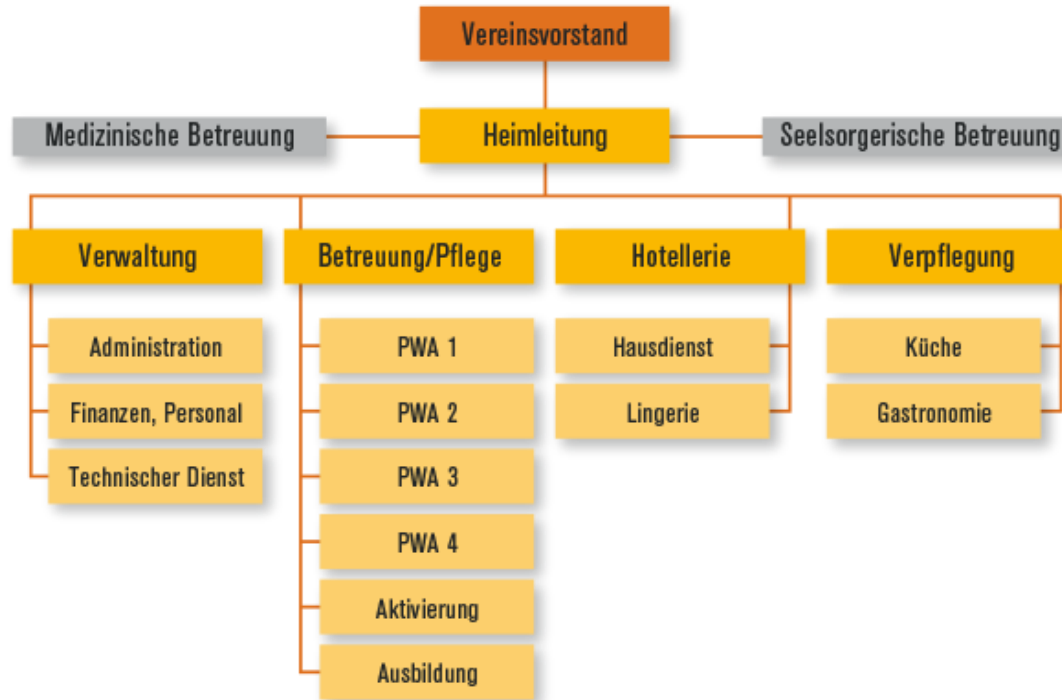 Vereinsvorstand
Medizinische Betreuung
Heimleitung
Seelsorgerische Betreuung
Verwaltung
Betreuung/Pflege
Hotellerie
Verpflegung
Administration
Finanzen, Personal
Technischer Dienst
PWA 1
PWA 2
PWA 3
PWA 4
Aktivierung
Ausbildung
Hausdienst
Lingerie
Küche
Gastronomie